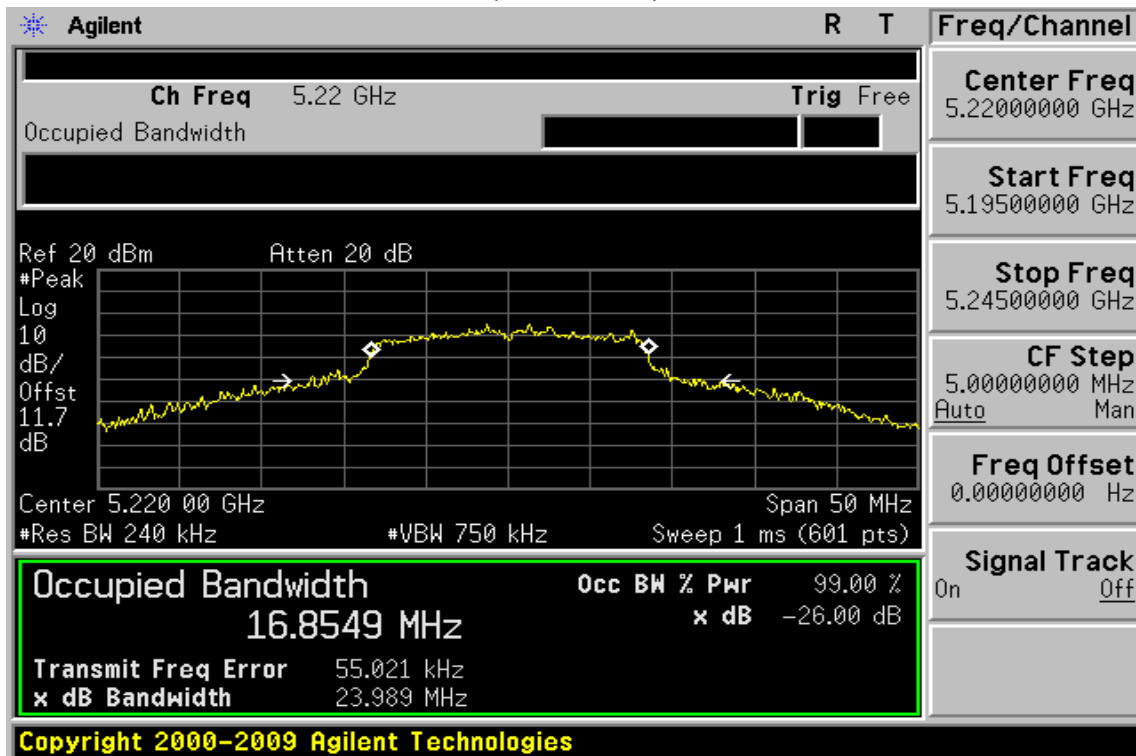 Agilent R T
Freq/Channel
Ch Freq 5.22 GHz Trig Free
Occupied Bandwidth
Center Freq
5.22000000 GHz
Start Freq
5.19500000 GHz
Stop Freq
5.24500000 GHz
CF Step
5.00000000 MHz
Auto Man
Freq Offset
0.00000000 Hz
Signal Track
On Off
Ref 20 dBm Atten 20 dB
#Peak
Log
10
dB/
Offst
11.7
dB
Center 5.220 00 GHz Span 50 MHz
#Res BW 240 kHz #VBW 750 kHz Sweep 1 ms (601 pts)
Occupied Bandwidth
16.8549 MHz
Occ BW % Pwr 99.00 %
x dB -26.00 dB
Transmit Freq Error 55.021 kHz
x dB Bandwidth 23.989 MHz
Copyright 2000-2009 Agilent Technologies